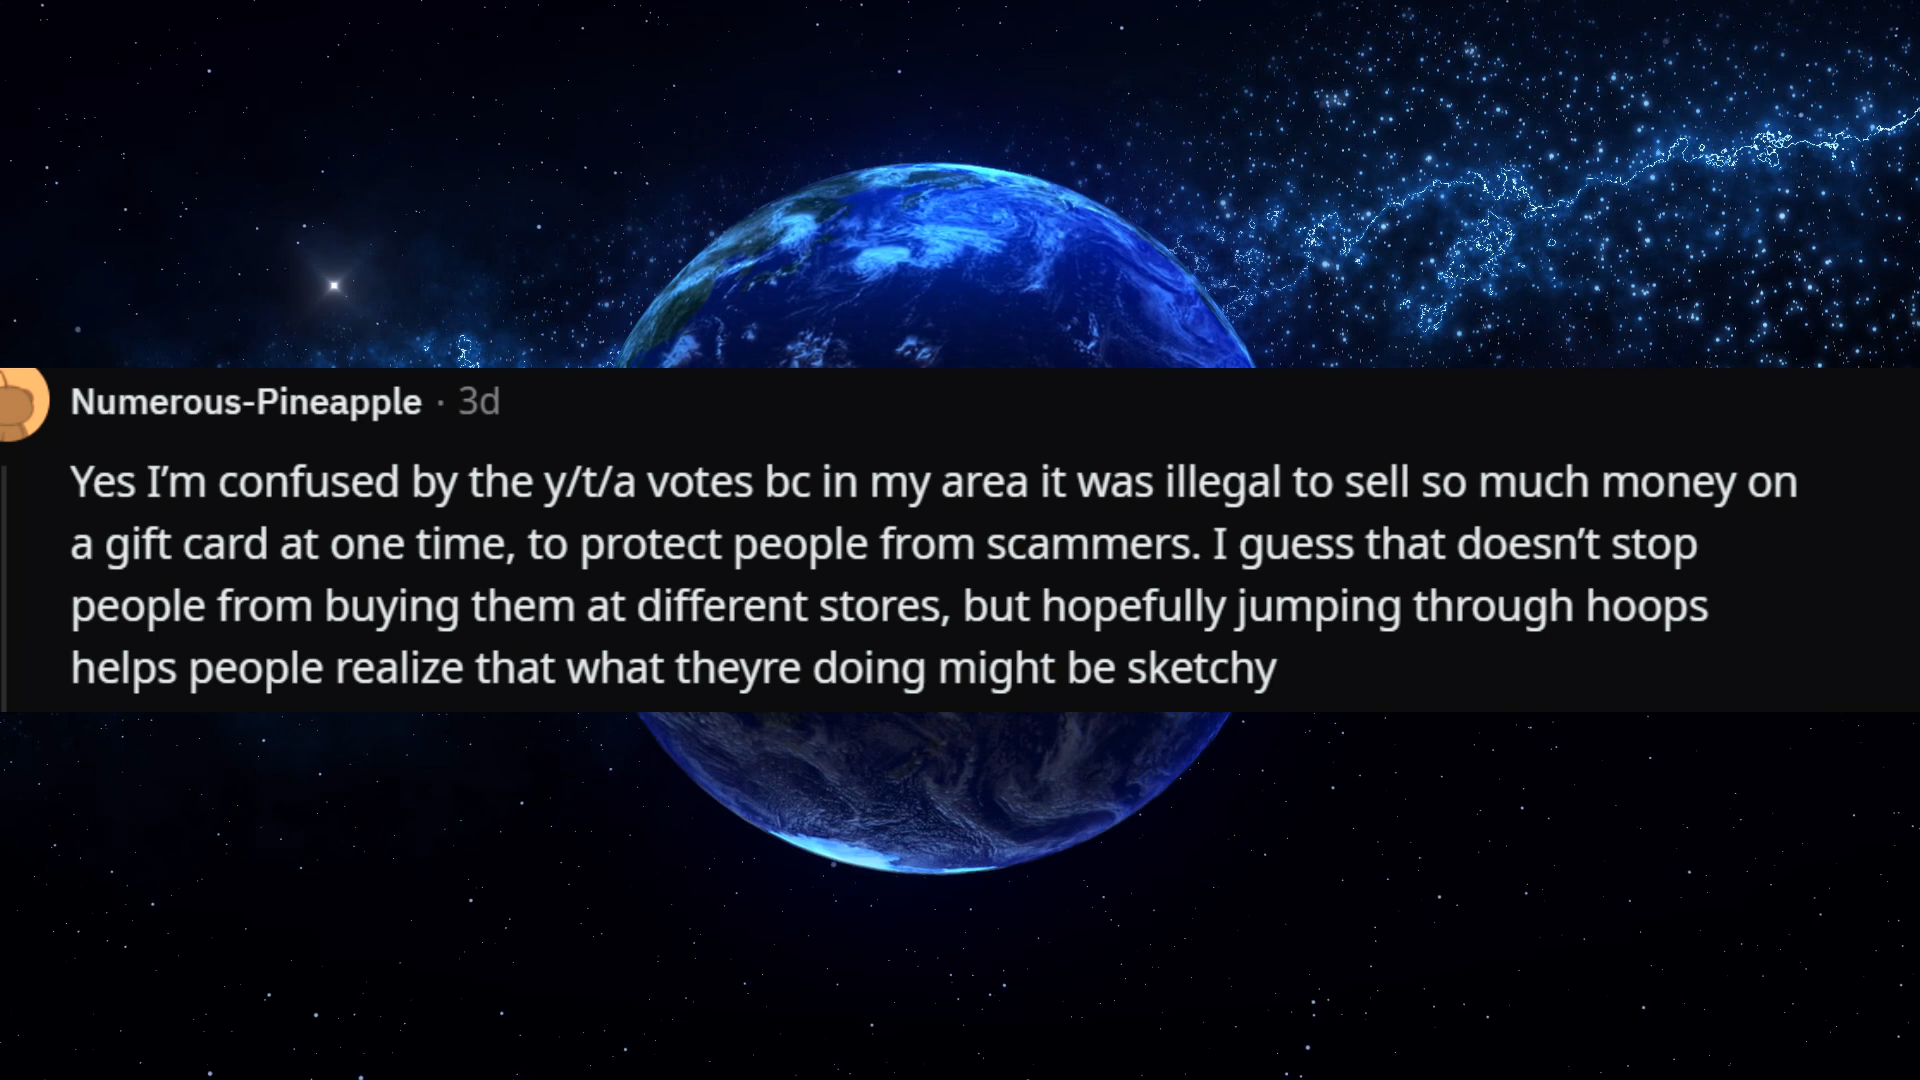 Numerous-Pineapple · 3d
Yes I’m confused by the y/t/a votes bc in my area it was illegal to sell so much money on
a gift card at one time, to protect people from scammers. I guess that doesn’t stop
people from buying them at different stores, but hopefully jumping through hoops
helps people realize that what theyre doing might be sketchy